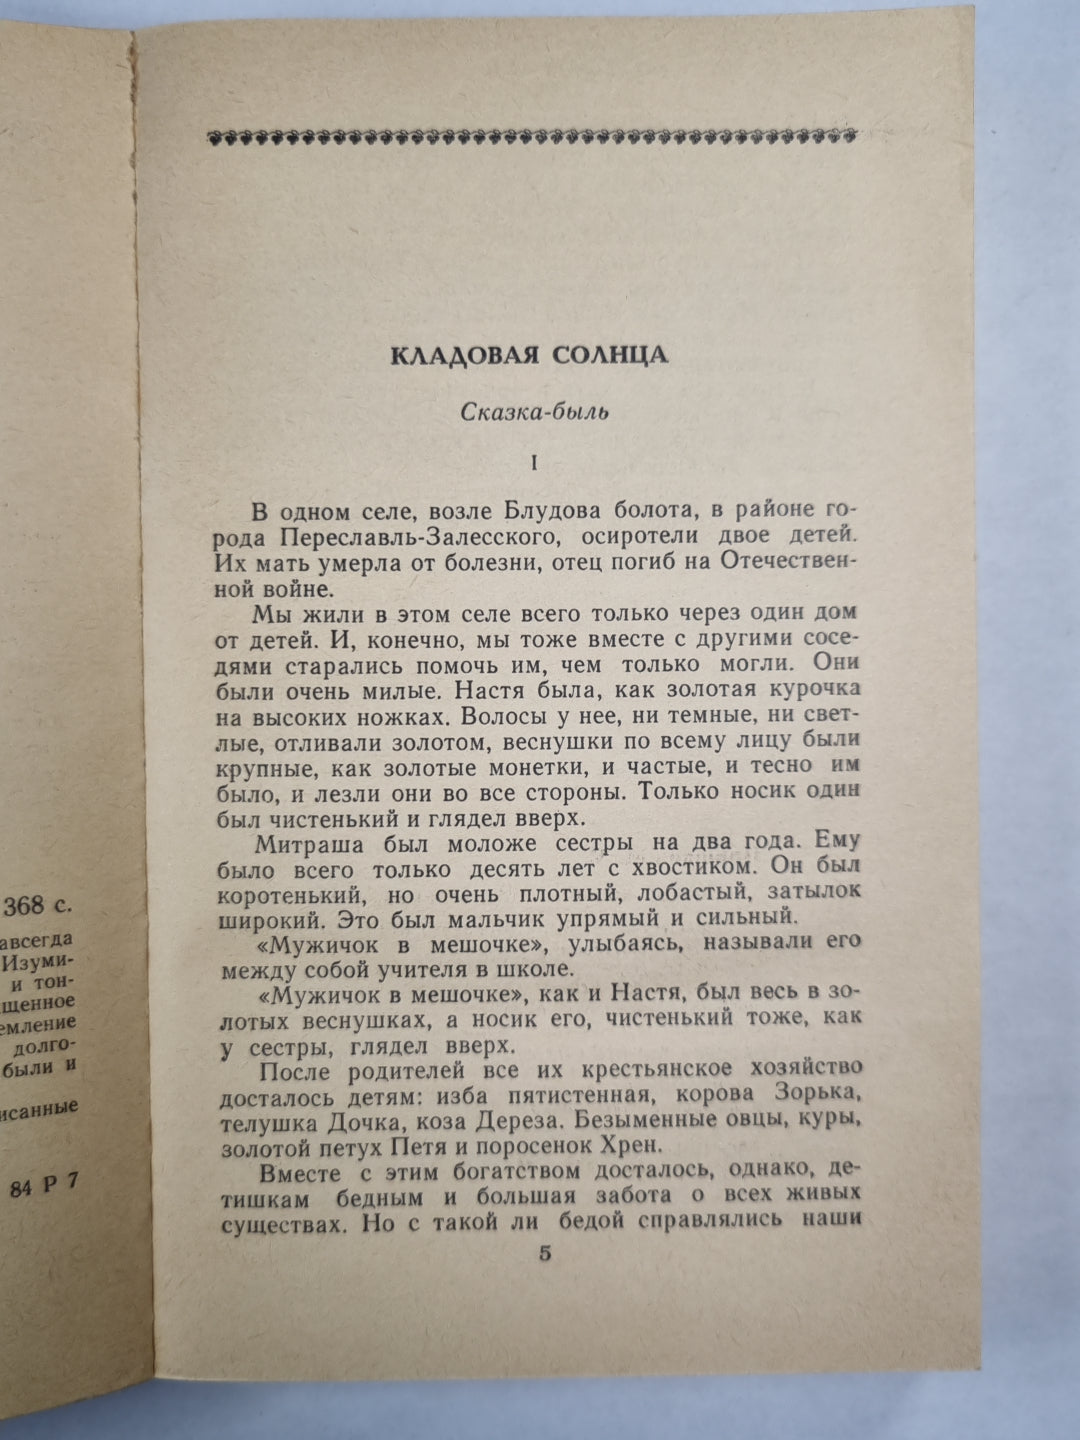 368 с.
авсегда
Изуми-
и тон-
щенное
емление
долго-
были и
исанные
84 Р 7
КЛАДОВАЯ СОЛНЦА
Сказка-быль
I
В одном селе, возле Блудова болота, в районе го-
рода Переславль-Залесского, осиротели двое детей.
Их мать умерла от болезни, отец погиб на Отечествен-
ной войне.
Мы жили в этом селе всего только через один дом
от детей. И, конечно, мы тоже вместе с другими сосе-
дями старались помочь им, чем только могли. Они
были очень милые. Настя была, как золотая курочка
на высоких ножках. Волосы у нее, ни темные, ни свет-
лые, отливали золотом, веснушки по всему лицу были
крупные, как золотые монетки, и частые, и тесно им
было, и лезли они во все стороны. Только носик один
был чистенький и глядел вверх.
Митраша был моложе сестры на два года. Ему
было всего только десять лет с хвостиком. Он был
коротенький, но очень плотный, лобастый, затылок
широкий. Это был мальчик упрямый и сильный.
«Мужичок в мешочке», улыбаясь, называли его
между собой учителя в школе.
«Мужичок в мешочке», как и Настя, был весь в зо-
лотых веснушках, а носик его, чистенький тоже, как
у сестры, глядел вверх.
После родителей все их крестьянское хозяйство
досталось детям: изба пятистенная, корова Зорька,
телушка Дочка, коза Дереза. Безыменные овцы, куры,
золотой петух Петя и поросенок Хрен.
Вместе с этим богатством досталось, однако, де-
тишкам бедным и большая забота о всех живых
существах. Но с такой ли бедой справлялись наши
5